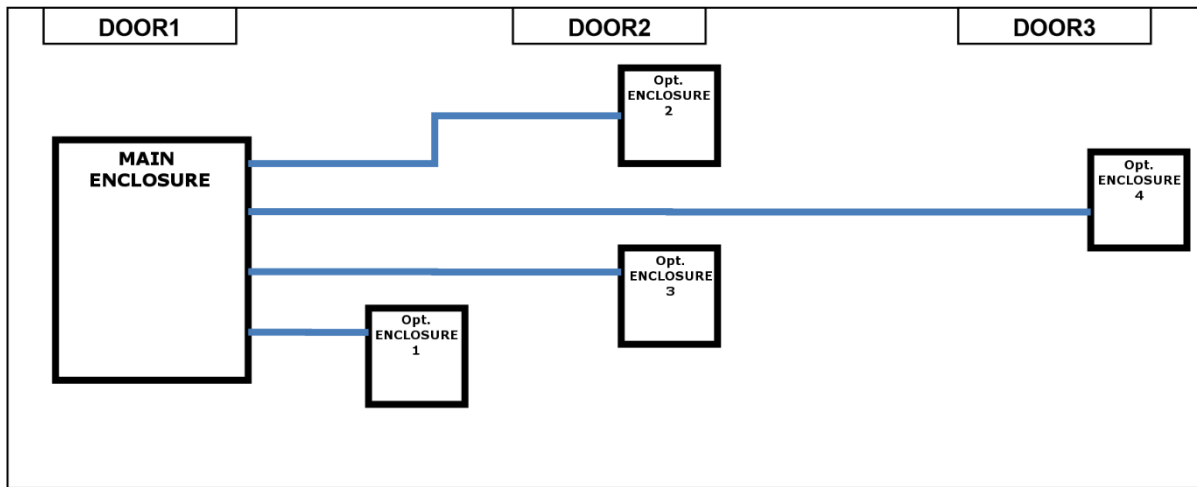 DOOR1
DOOR2
DOOR3
Opt.
ENCLOSURE
2
MAIN
ENCLOSURE
Opt.
ENCLOSURE
4
Opt.
ENCLOSURE
3
Opt.
ENCLOSURE
1